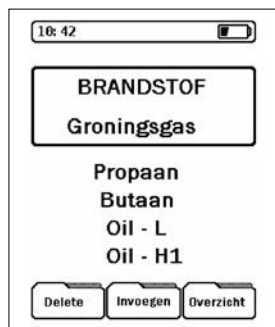 10:42
BRANDSTOF
Groningsgas
Propaan
Butaan
Oil - L
Oil - H1
Delete Invoegen Overzicht